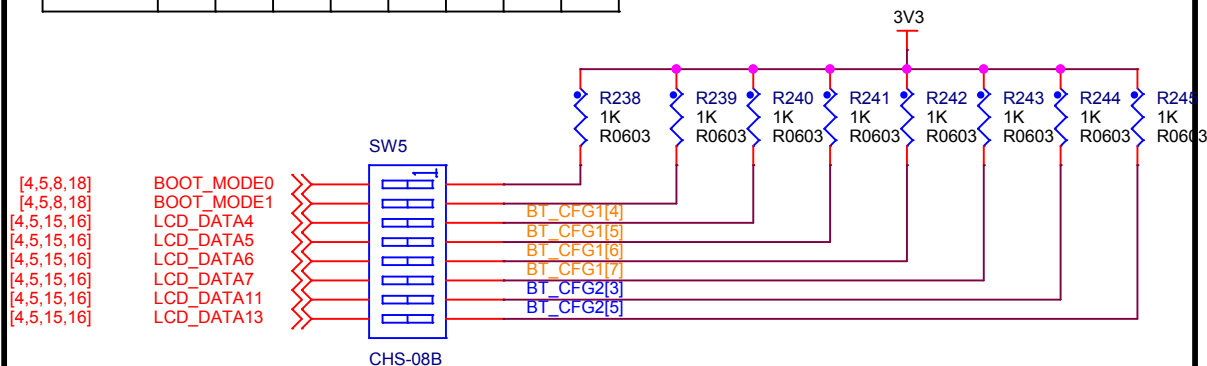 3V3
R238 R239 R240 R241 R242 R243 R244 R245
1K 1K 1K 1K 1K 1K 1K 1K
R0603 R0603 R0603 R0603 R0603 R0603 R0603 R0603
SW5
1
[4,5,8,18] BOOT_MODE0
[4,5,8,18] BOOT_MODE1
BT_CFG1[4]
[4,5,15,16] LCD_DATA4
BT_CFG1[5]
[4,5,15,16] LCD_DATA5
BT_CFG1[6]
[4,5,15,16] LCD_DATA6
BT_CFG1[7]
[4,5,15,16] LCD_DATA7
BT_CFG2[3]
[4,5,15,16] LCD_DATA11
BT_CFG2[5]
[4,5,15,16] LCD_DATA13
CHS-08B